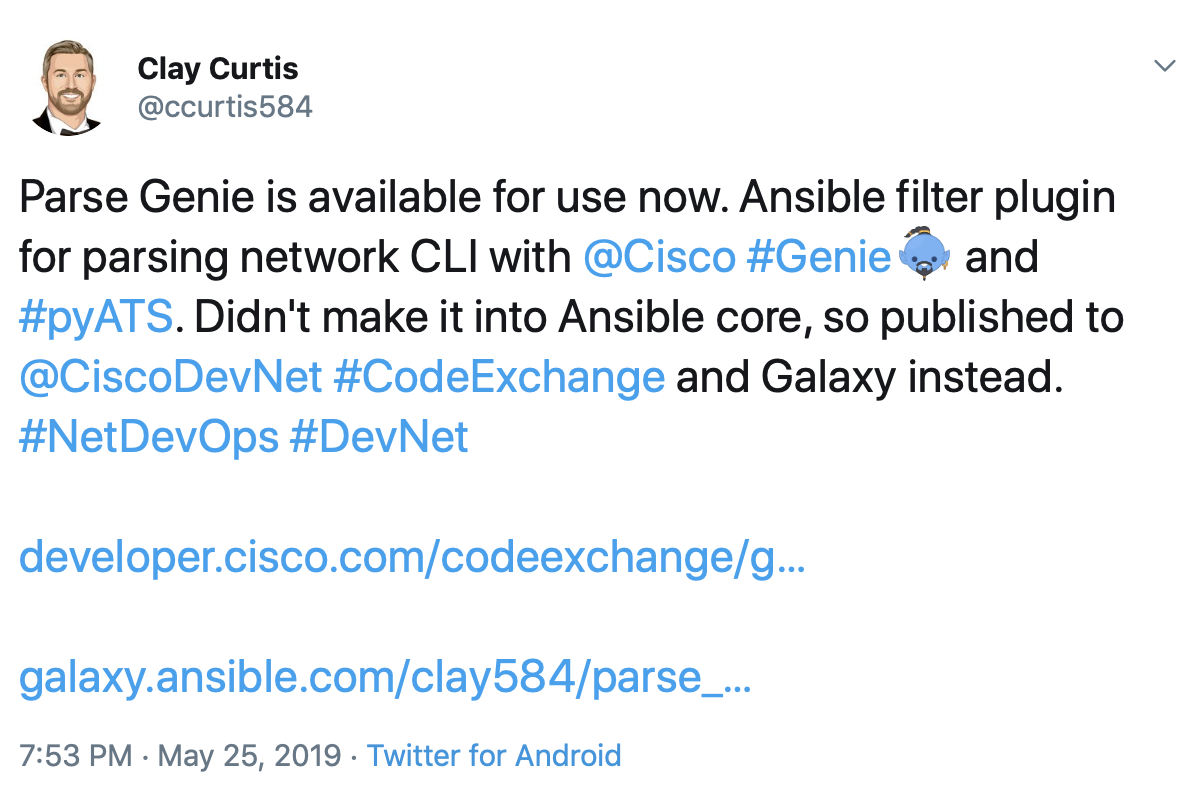 Clay Curtis
@ccurtis584
Parse Genie is available for use now. Ansible filter plugin
for parsing network CLI with @Cisco #Genie🧞 and
#pyATS. Didn't make it into Ansible core, so published to
@CiscoDevNet #CodeExchange and Galaxy instead.
#NetDevOps #DevNet
developer.cisco.com/codeexchange/g…
galaxy.ansible.com/clay584/parse_…
7:53 PM · May 25, 2019 · Twitter for Android